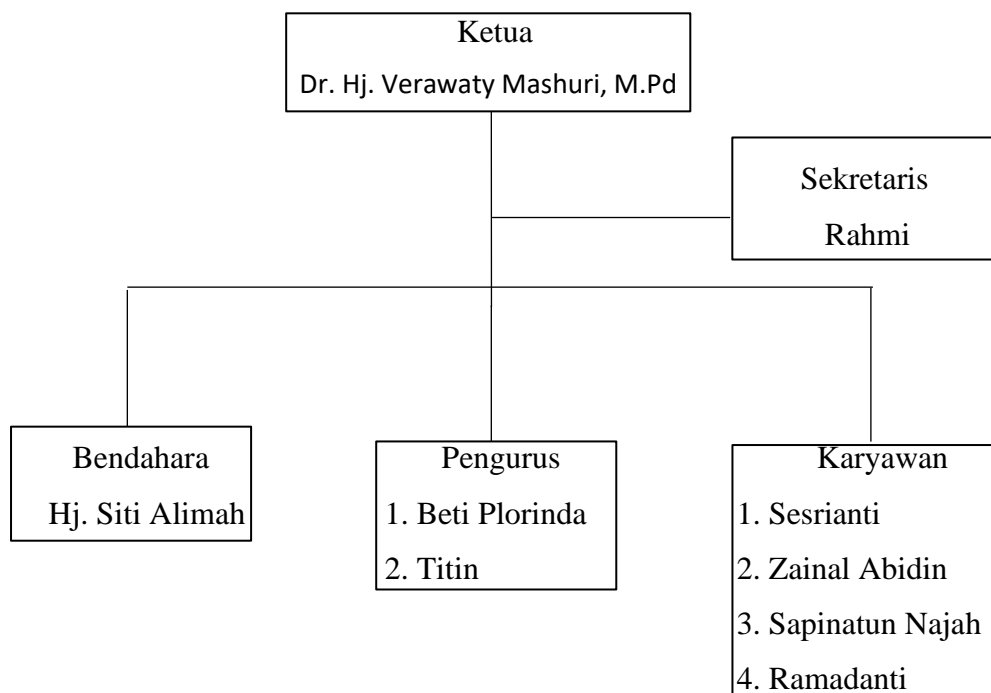 Ketua
Dr. Hj. Verawaty Mashuri, M.Pd
Sekretaris
Rahmi
Bendahara
Hj. Siti Alimah
Pengurus
1. Beti Plorinda
2. Titin
Karyawan
1. Sesrianti
2. Zainal Abidin
3. Sapinatun Najah
4. Ramadanti